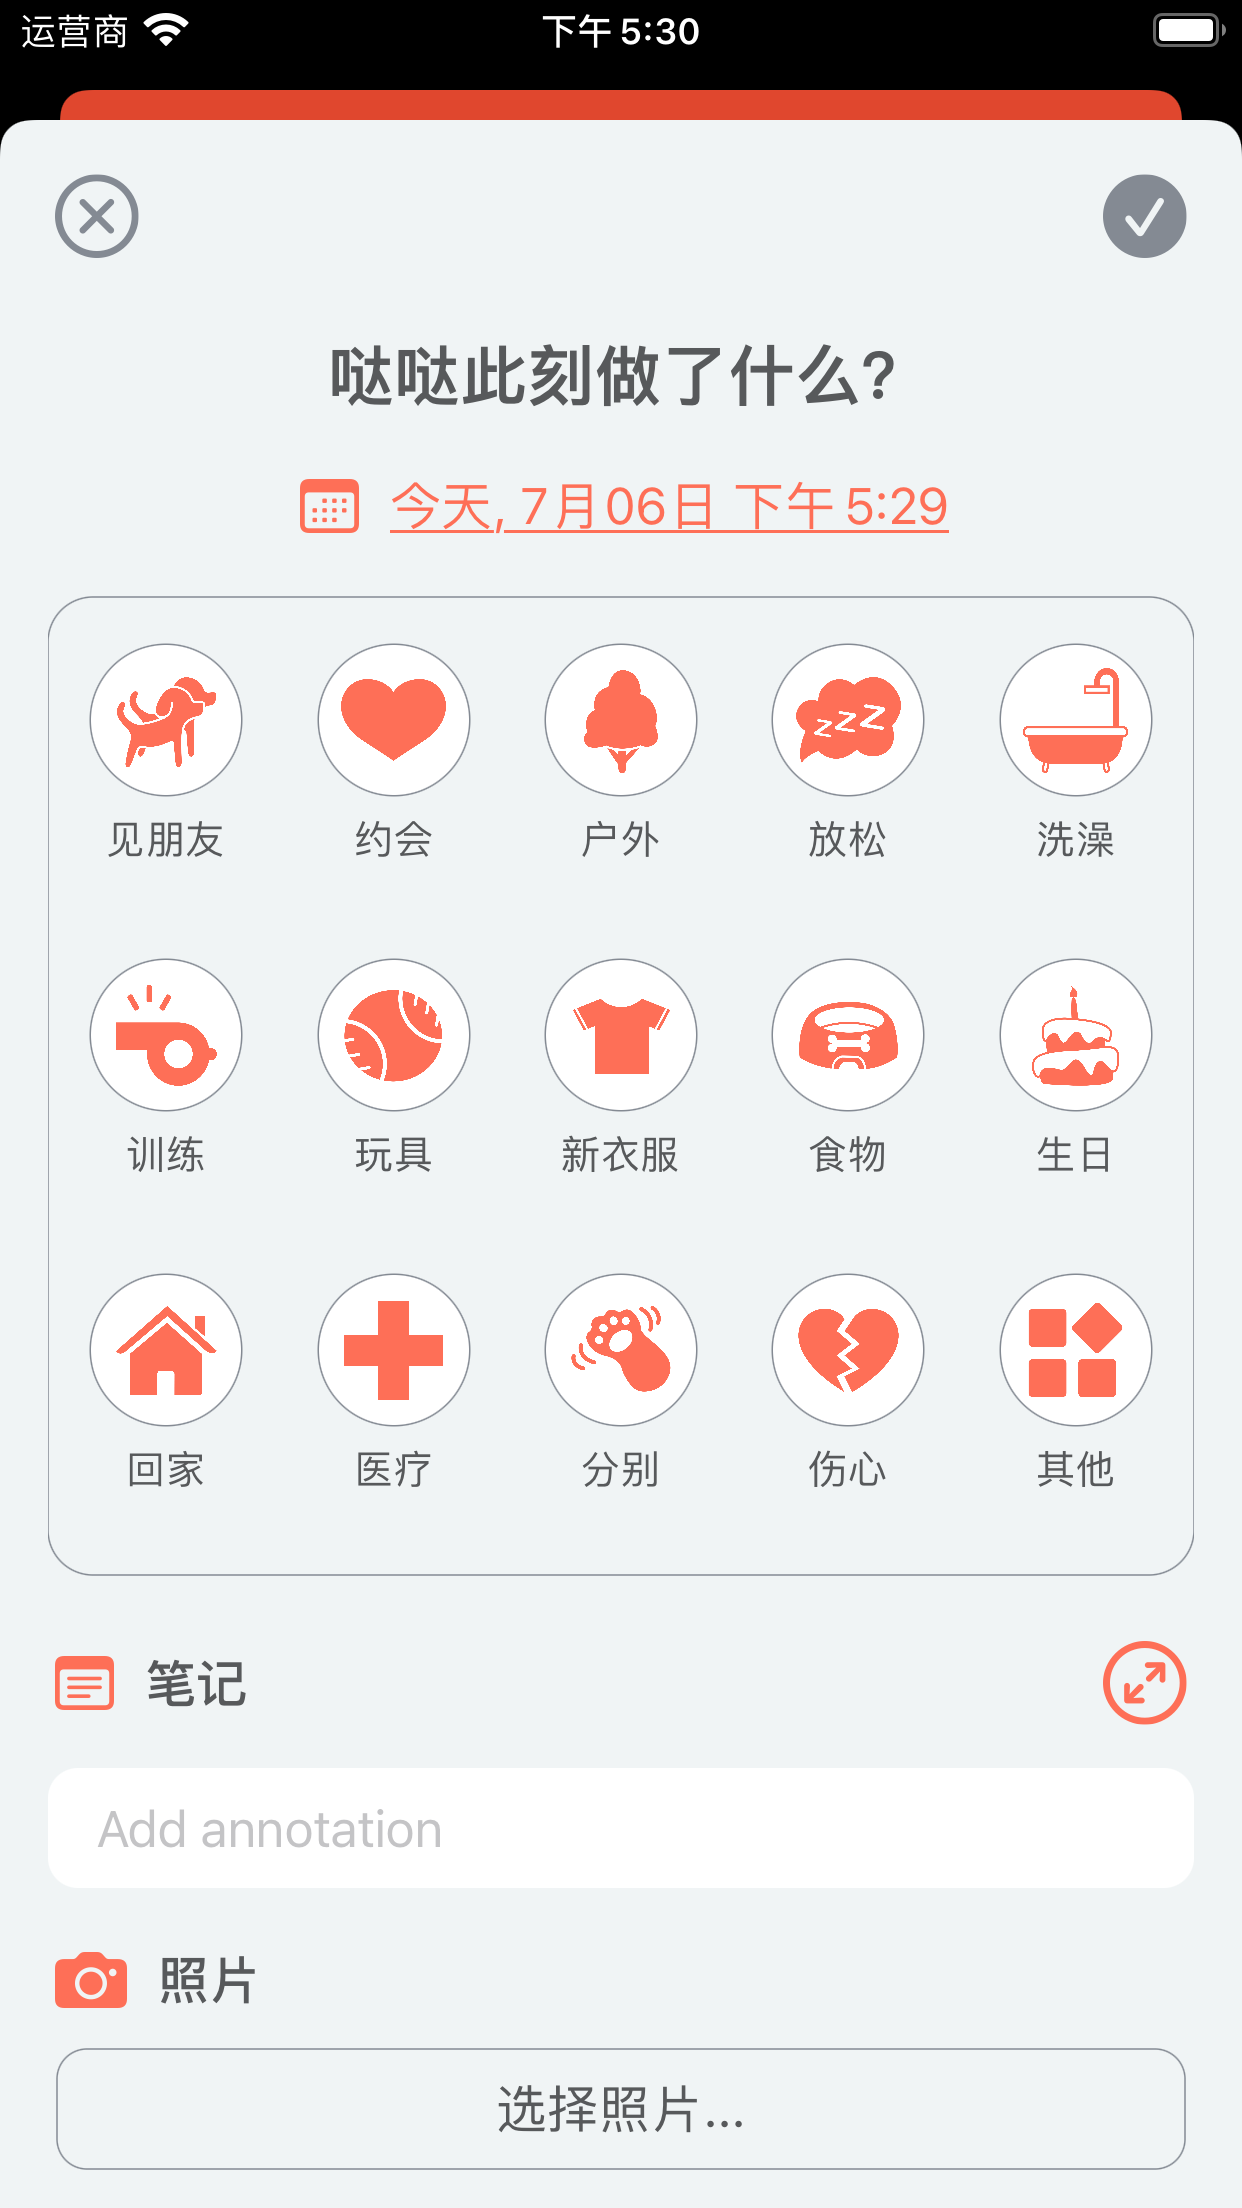 运营商 下午 5:30
哒哒此刻做了什么?
今天, 7月06日 下午 5:29
见朋友 约会 户外 放松 洗澡
训练 玩具 新衣服 食物 生日
回家 医疗 分别 伤心 其他
笔记
Add annotation
照片
选择照片...